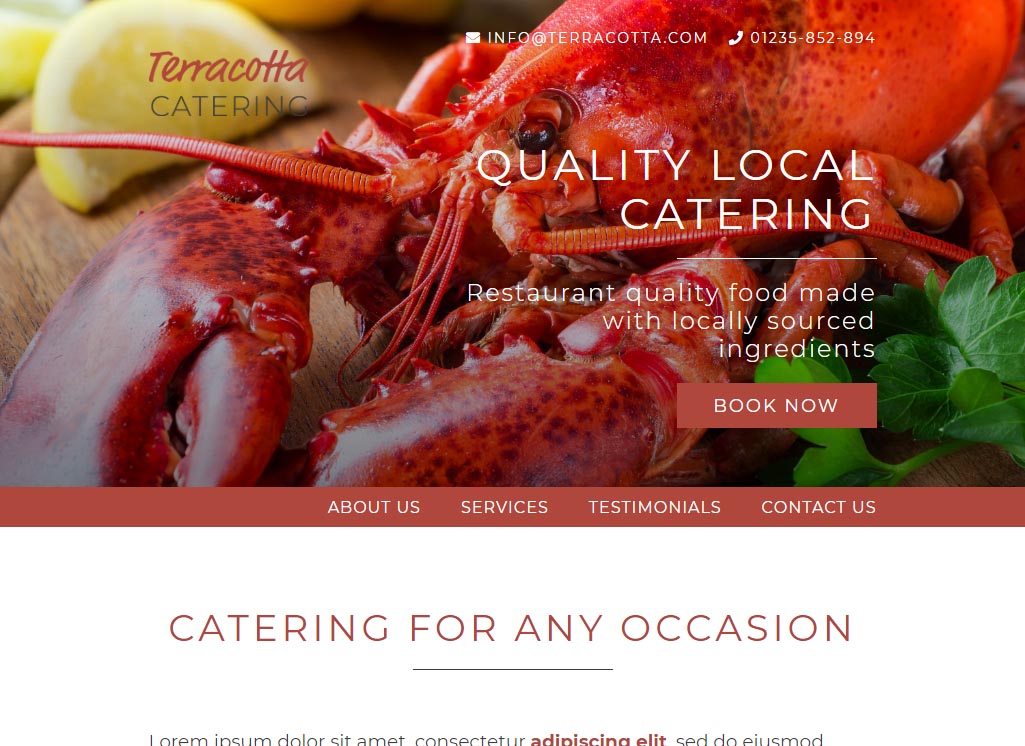 INFO@TERRACOTTA.COM 01235-852-894
Terracotta
CATERING
QUALITY LOCAL
CATERING
Restaurant quality food made
with locally sourced
ingredients
BOOK NOW
ABOUT US SERVICES TESTIMONIALS CONTACT US
CATERING FOR ANY OCCASION
Lorem ipsum dolor sit amet, consectetur adipiscing elit, sed do eiusmod